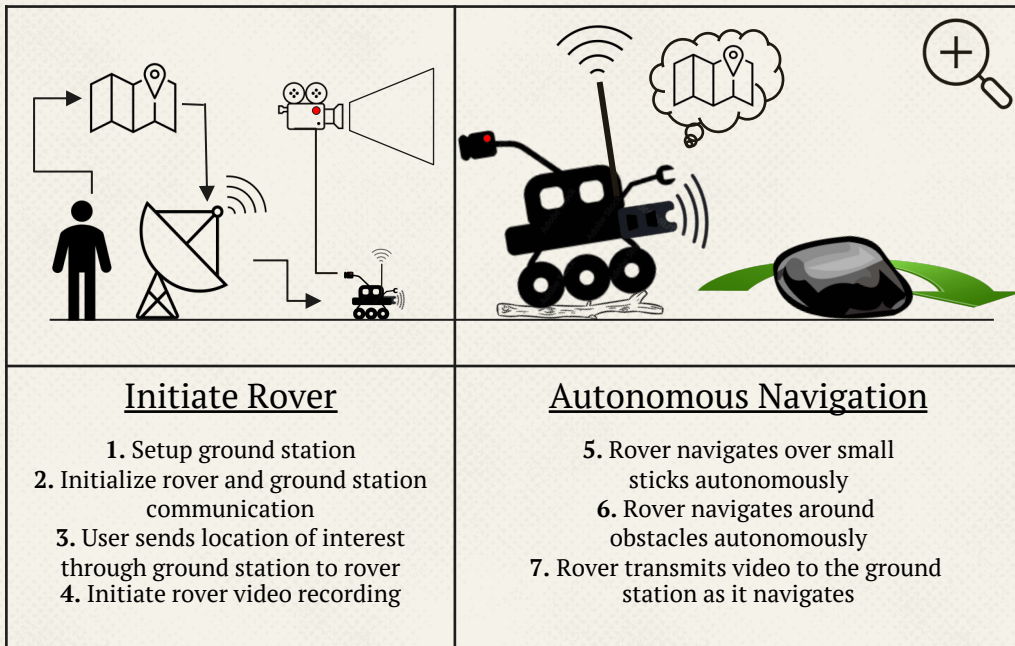 Initiate Rover
1. Setup ground station
2. Initialize rover and ground station
communication
3. User sends location of interest
through ground station to rover
4. Initiate rover video recording
Autonomous Navigation
5. Rover navigates over small
sticks autonomously
6. Rover navigates around
obstacles autonomously
7. Rover transmits video to the ground
station as it navigates